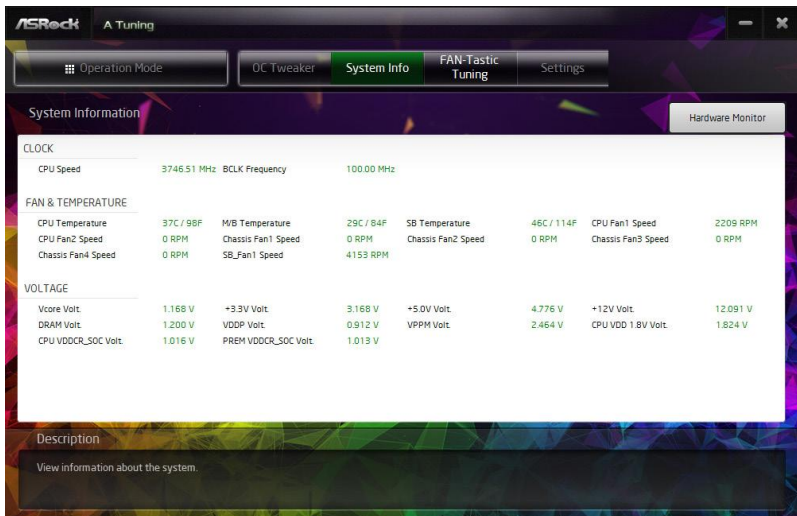 ASRock A Tuning
Operation Mode OC Tweaker System Info FAN-Tastic Tuning Settings
System Information Hardware Monitor
CLOCK
CPU Speed 3746.51 MHz BCLK Frequency 100.00 MHz
FAN & TEMPERATURE
CPU Temperature 37C / 98F M/B Temperature 29C / 84F SB Temperature 46C / 114F CPU Fan1 Speed 2209 RPM
CPU Fan2 Speed 0 RPM Chassis Fan1 Speed 0 RPM Chassis Fan2 Speed 0 RPM Chassis Fan3 Speed 0 RPM
Chassis Fan4 Speed 0 RPM SB_Fan1 Speed 4153 RPM
VOLTAGE
Vcore Volt. 1.168 V +3.3V Volt. 3.168 V +5.0V Volt. 4.776 V +12V Volt. 12.091 V
DRAM Volt. 1.200 V VDDP Volt. 0.912 V VPPM Volt. 2.464 V CPU VDD 1.8V Volt. 1.824 V
CPU VDDCR_SOC Volt. 1.016 V PREM VDDCR_SOC Volt. 1.013 V
Description
View information about the system.